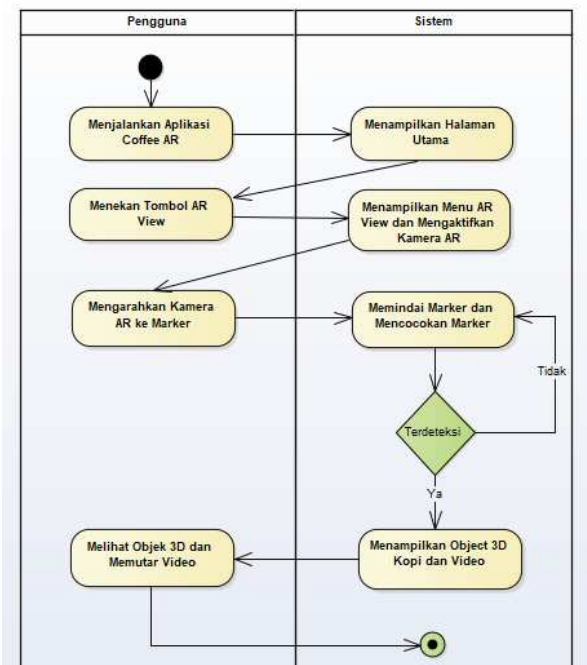 Pengguna
Sistem
Menjalankan Aplikasi
Coffee AR
Menampilkan Halaman
Utama
Menekan Tombol AR
View
Menampilkan Menu AR
View dan Mengaktifkan
Kamera AR
Mengarahkan Kamera
AR ke Marker
Memindai Marker dan
Mencocokan Marker
Tidak
Terdeteksi
Ya
Melihat Objek 3D dan
Memutar Video
Menampilkan Object 3D
Kopi dan Video